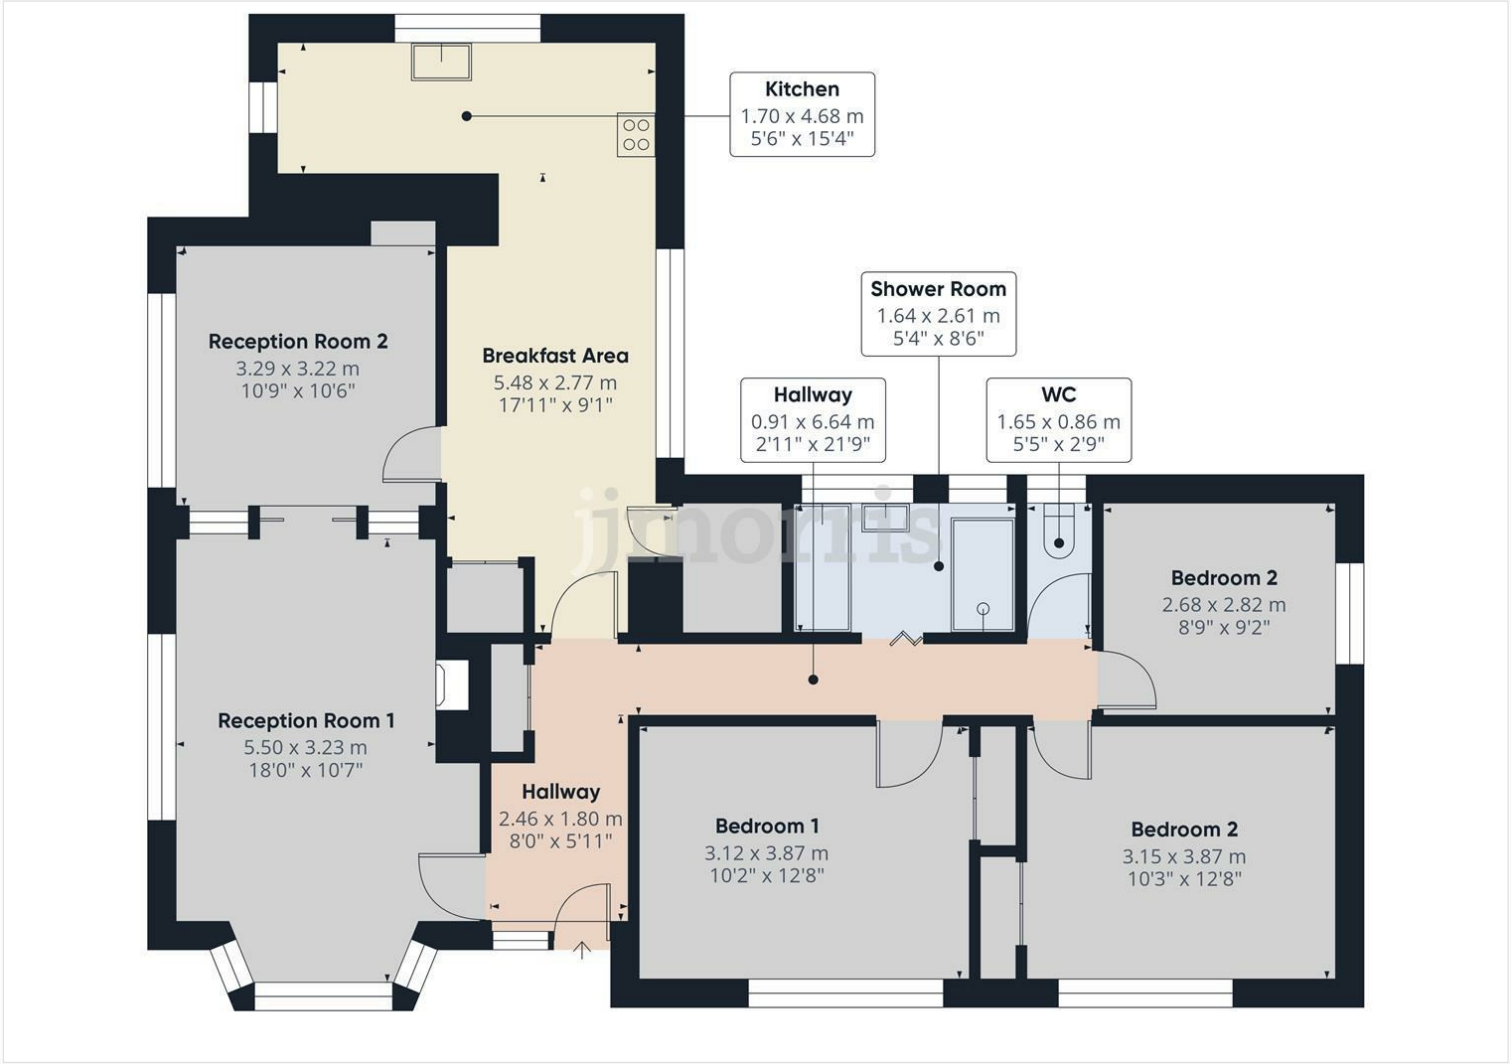 Kitchen
1.70 x 4.68 m
5'6" x 15'4"
Shower Room
1.64 x 2.61 m
5'4" x 8'6"
Reception Room 2
3.29 x 3.22 m
10'9" x 10'6"
Breakfast Area
5.48 x 2.77 m
17'11" x 9'1"
Hallway
0.91 x 6.64 m
2'11" x 21'9"
WC
1.65 x 0.86 m
5'5" x 2'9"
jjmorris
Bedroom 2
2.68 x 2.82 m
8'9" x 9'2"
Reception Room 1
5.50 x 3.23 m
18'0" x 10'7"
Hallway
2.46 x 1.80 m
8'0" x 5'11"
Bedroom 1
3.12 x 3.87 m
10'2" x 12'8"
Bedroom 2
3.15 x 3.87 m
10'3" x 12'8"